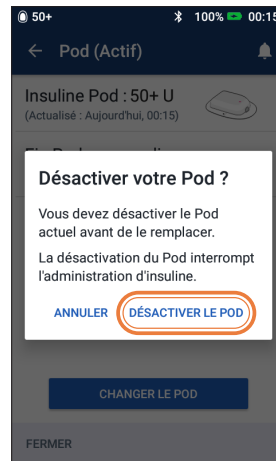 50+ 100% 00:15
Pod (Actif)
Insuline Pod : 50+ U
(Actualisé : Aujourd'hui, 00:15)
Désactiver votre Pod ?
Vous devez désactiver le Pod
actuel avant de le remplacer.
La désactivation du Pod interrompt
l'administration d'insuline.
ANNULER DÉSACTIVER LE POD
CHANGER LE POD
FERMER